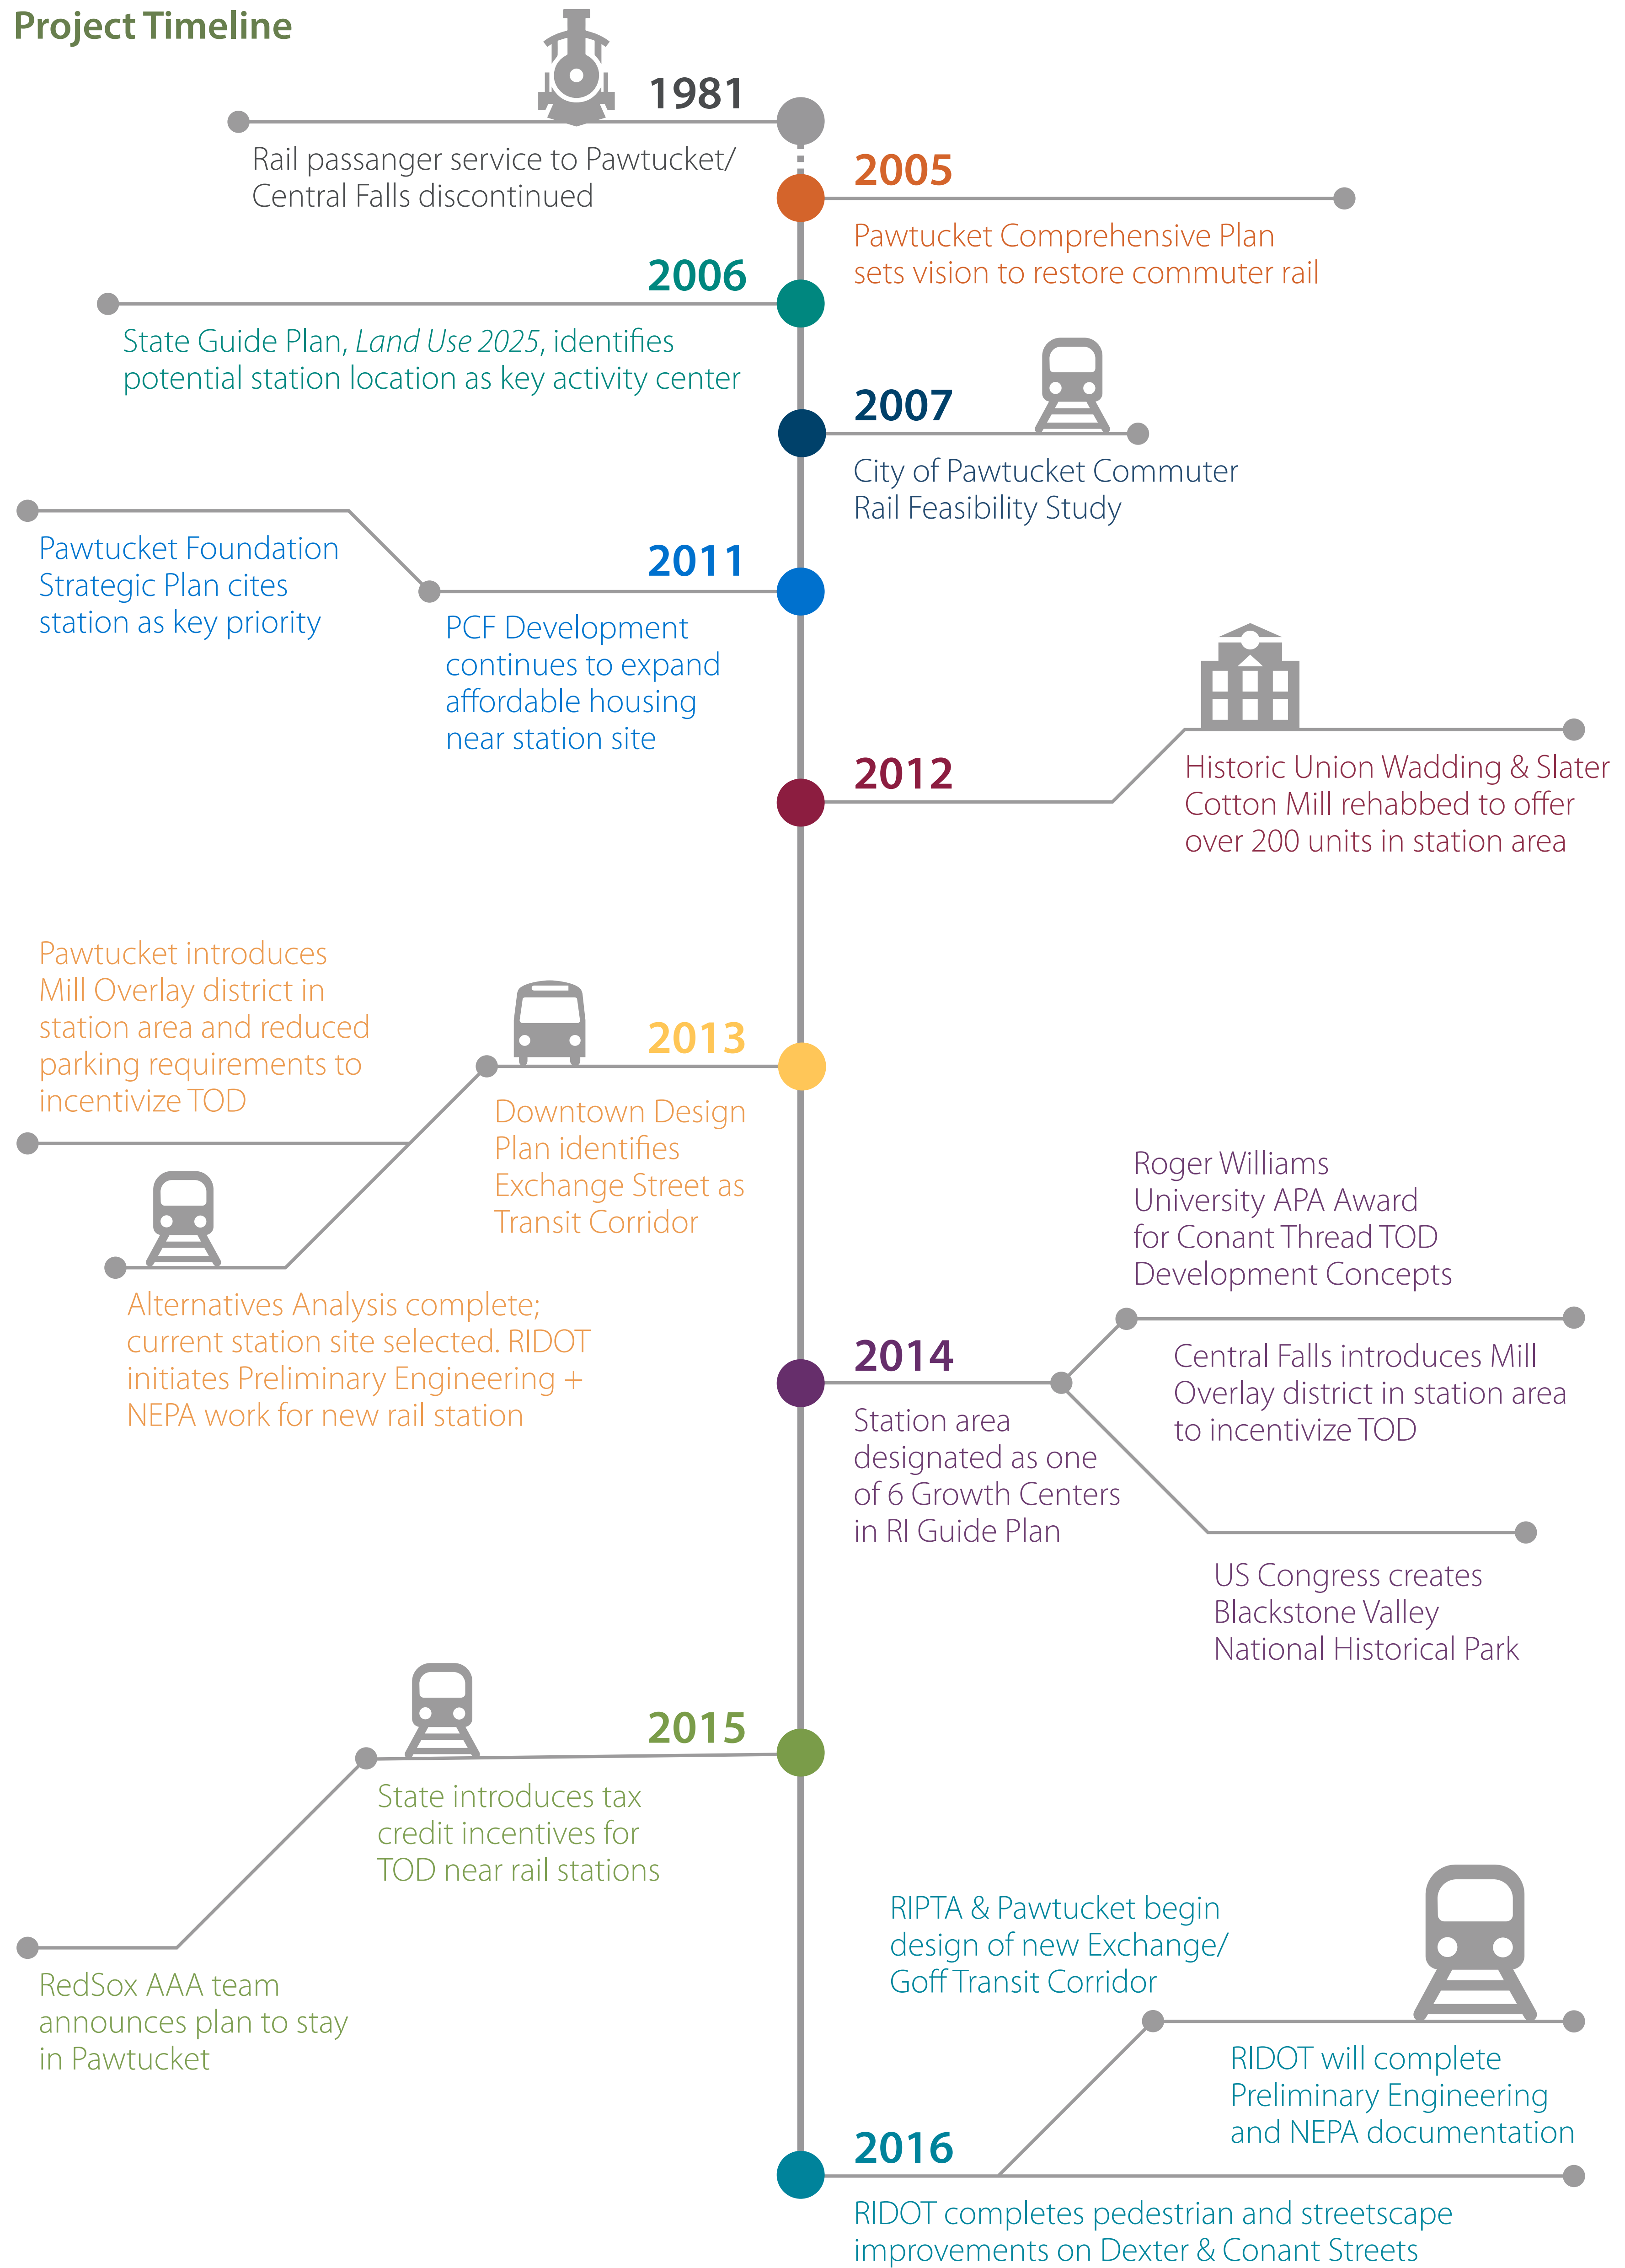 Project Timeline
1981
Rail passanger service to Pawtucket/
Central Falls discontinued
2005
Pawtucket Comprehensive Plan
sets vision to restore commuter rail
2006
State Guide Plan, Land Use 2025, identifies
potential station location as key activity center
2007
City of Pawtucket Commuter
Rail Feasibility Study
2011
Pawtucket Foundation
Strategic Plan cites
station as key priority
PCF Development
continues to expand
affordable housing
near station site
2012
Historic Union Wadding & Slater
Cotton Mill rehabbed to offer
over 200 units in station area
2013
Pawtucket introduces
Mill Overlay district in
station area and reduced
parking requirements to
incentivize TOD
Downtown Design
Plan identifies
Exchange Street as
Transit Corridor
Alternatives Analysis complete;
current station site selected. RIDOT
initiates Preliminary Engineering +
NEPA work for new rail station
2014
Station area
designated as one
of 6 Growth Centers
in RI Guide Plan
Roger Williams
University APA Award
for Conant Thread TOD
Development Concepts
Central Falls introduces Mill
Overlay district in station area
to incentivize TOD
US Congress creates
Blackstone Valley
National Historical Park
2015
State introduces tax
credit incentives for
TOD near rail stations
RedSox AAA team
announces plan to stay
in Pawtucket
RIPTA & Pawtucket begin
design of new Exchange/
Goff Transit Corridor
RIDOT will complete
Preliminary Engineering
and NEPA documentation
2016
RIDOT completes pedestrian and streetscape
improvements on Dexter & Conant Streets